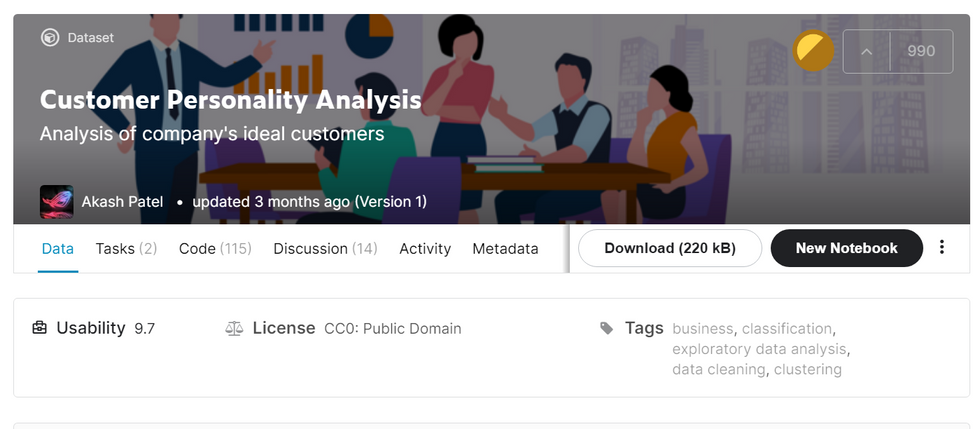 Dataset
990
Customer Personality Analysis
Analysis of company's ideal customers
Akash Patel • updated 3 months ago (Version 1)
Data Tasks (2) Code (115) Discussion (14) Activity Metadata Download (220 kB) New Notebook
Usability 9.7 License CC0: Public Domain Tags business, classification,
exploratory data analysis,
data cleaning, clustering